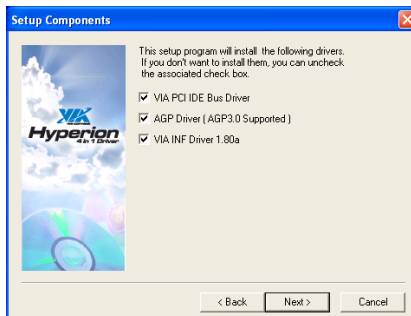 Setup Components
This setup program will install the following drivers.
If you don't want to install them, you can uncheck
the associated check box.
VIA
Hyperion
4 in 1 Driver
VIA PCI IDE Bus Driver
AGP Driver ( AGP3.0 Supported )
VIA INF Driver 1.80a
< Back
Next >
Cancel